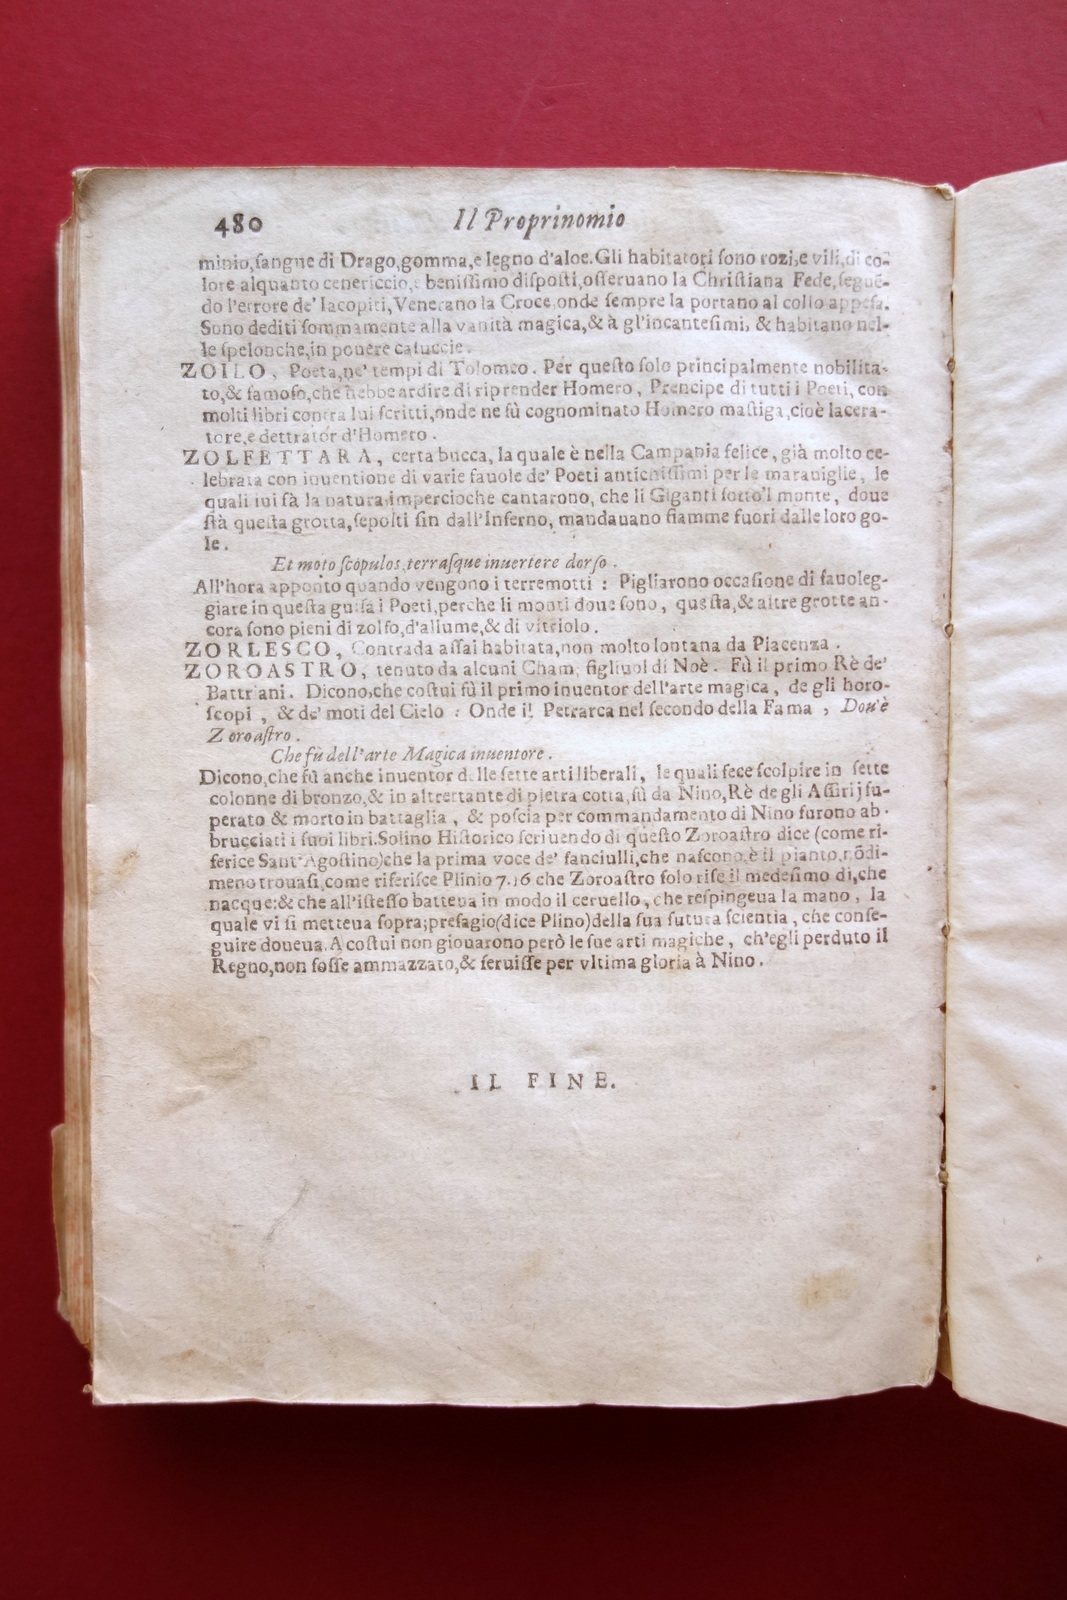 480 Il Proprinomio
minio,sangue di Drago,gomma,e legno d'aloe.Gli habitatori sono rozi,e vili,di co-
lore alquanto cenericcio,e benissimo disposti,osseruano la Christiana Fede,seguē-
do l'errore de' Iacopiti,Venerano la Croce,onde sempre la portano al collo appesa.
Sono dediti sommamente alla vanità magica,& à gl'incantesimi, & habitano nel-
le spelonche,in pouere casuccie.
ZOILO, Poeta,ne' tempi di Tolomeo. Per questo solo principalmente nobilita-
to,& famoso,che hebbe ardire di riprender Homero, Prencipe di tutti i Poeti, con
molti libri contra lui scritti,onde ne fù cognominato Homero mastiga,cioè lacera-
tore,e dettrator d'Homero.
ZOLFETTARA, certa bucca, la quale è nella Campania felice, già molto ce-
lebrata con inuentione di varie fauole de' Poeti antichissimi per le marauiglie, le
quali iui fà la natura,impercioche cantarono, che li Giganti sotto'l monte, doue
stà questa grotta,sepolti fin dall'Inferno, mandauano fiamme fuori dalle loro go-
le.
Et moto scopulos,terrasque inuertere dorso.
All'hora apponto quando vengono i terremotti : Pigliarono occasione di fauoleg-
giare in questa guisa i Poeti,perche li monti doue sono, questa,& altre grotte an-
cora sono pieni di zolfo,d'allume,& di vitriolo.
ZORLESCO, Contrada assai habitata,non molto lontana da Piacenza.
ZOROASTRO, tenuto da alcuni Cham, figliuol di Noè. Fù il primo Rè de'
Battriani. Dicono,che costui fù il primo inuentor dell'arte magica, de gli horo-
scopi, & de' moti del Cielo : Onde il Petrarca nel secondo della Fama, Dou'è
Zoroastro.
Che fù dell'arte Magica inuentore.
Dicono,che fù anche inuentor delle sette arti liberali, le quali fece scolpire in sette
colonne di bronzo,& in altrettante di pietra cotta,fù da Nino,Rè degli Assirij su-
perato & morto in battaglia, & poscia per commandamento di Nino furono ab-
brucciati i suoi libri.Solino Historico scriuendo di questo Zoroastro dice (come ri-
ferice Sant'Agostino)che la prima voce de' fanciulli,che nascono,è il pianto,nōdi-
meno trouasi,come riferisce Plinio 7.16 che Zoroastro solo rise il medesimo di,che
nacque:& che all'istesso batteua in modo il ceruello,che respingeua la mano, la
quale vi si metteua sopra;presagio(dice Plino)della sua futura scientia, che conse-
guire doueua.A costui non giouarono però le sue arti magiche, ch'egli perduto il
Regno,non fosse ammazzato,& seruisse per vltima gloria à Nino.
IL FINE.